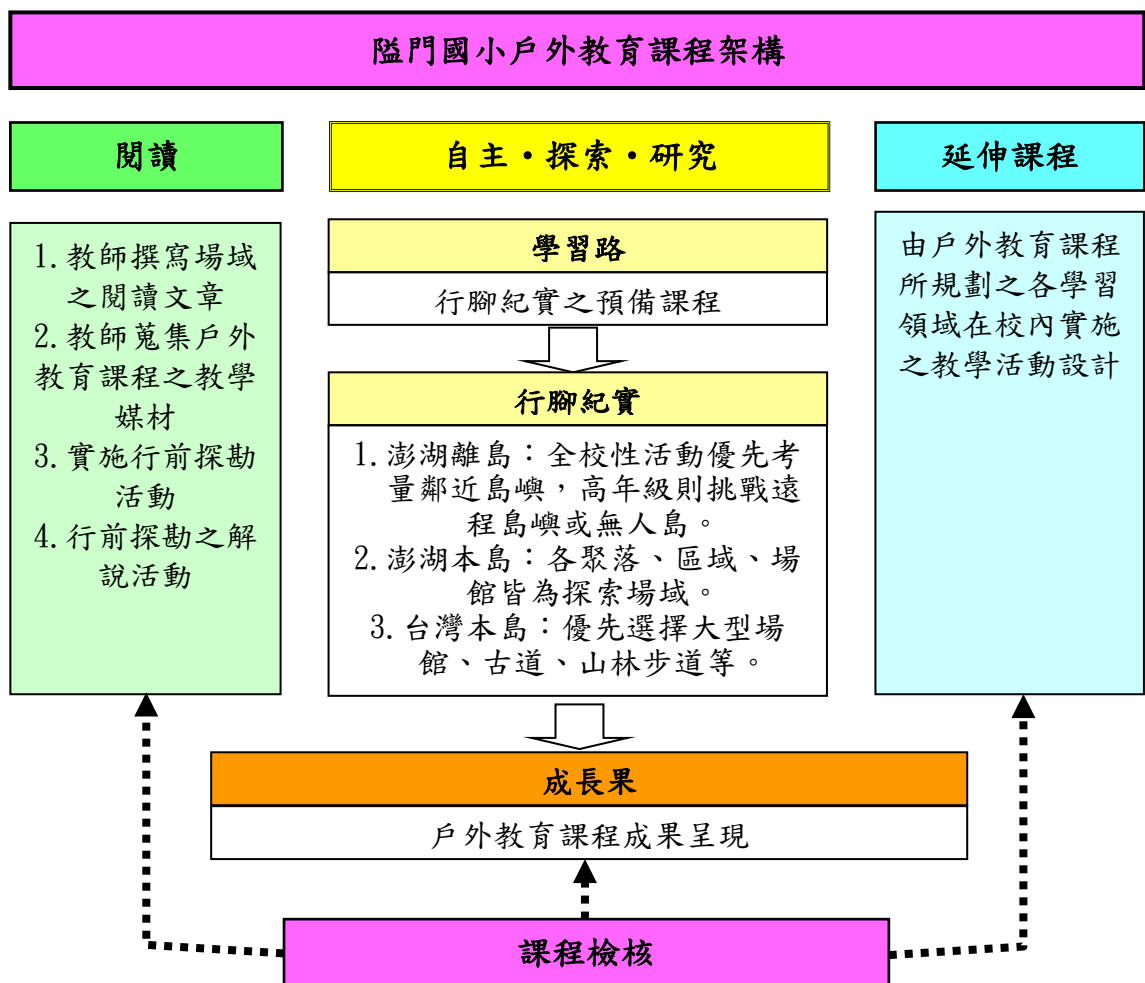 隘門國小戶外教育課程架構
閱讀
自主·探索·研究
延伸課程
1.教師撰寫場域
之閱讀文章
2.教師蒐集戶外
教育課程之教學
媒材
3.實施行前探勘
活動
4.行前探勘之解
說活動
學習路
行腳紀實之預備課程
行腳紀實
1.澎湖離島：全校性活動優先考
量鄰近島嶼，高年級則挑戰遠
程島嶼或無人島。
2.澎湖本島：各聚落、區域、場
館皆為探索場域。
3.台灣本島：優先選擇大型場
館、古道、山林步道等。
由戶外教育課程
所規劃之各學習
領域在校內實施
之教學活動設計
成長果
戶外教育課程成果呈現
課程檢核